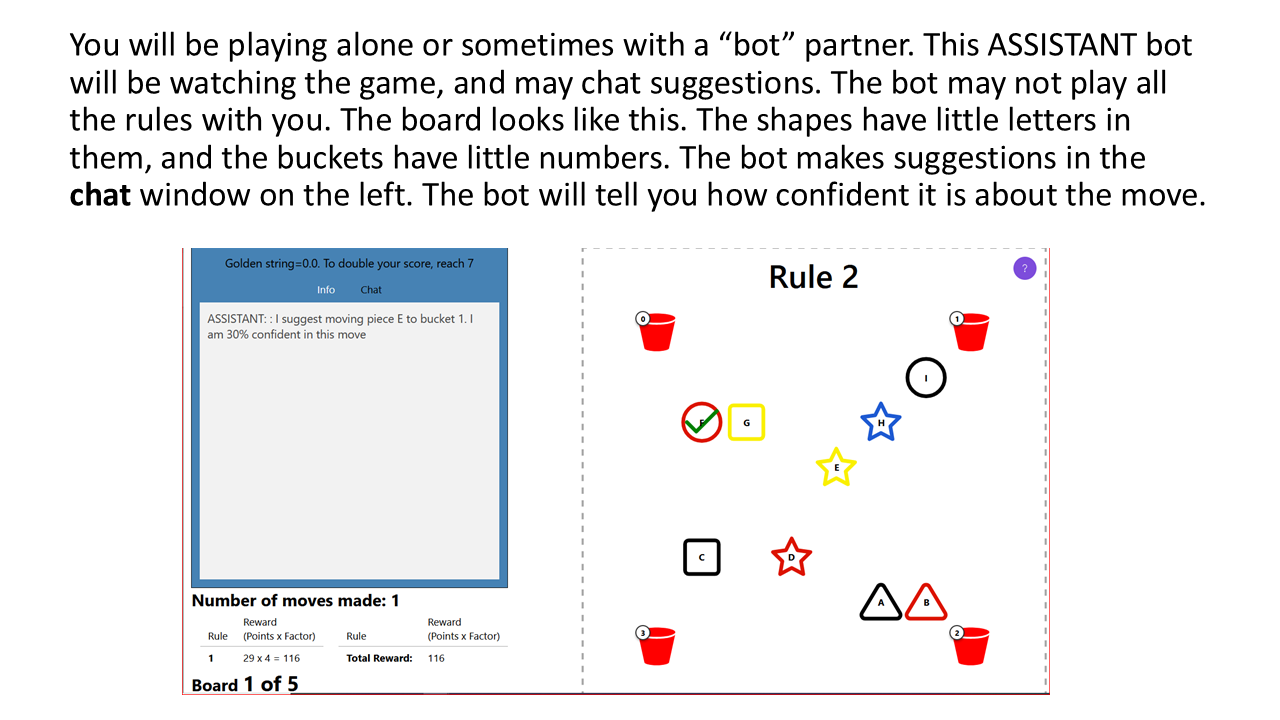 You will be playing alone or sometimes with a “bot” partner. This ASSISTANT bot
will be watching the game, and may chat suggestions. The bot may not play all
the rules with you. The board looks like this. The shapes have little letters in
them, and the buckets have little numbers. The bot makes suggestions in the
chat window on the left. The bot will tell you how confident it is about the move.
Golden string=0.0. To double your score, reach 7
Info Chat
ASSISTANT: : I suggest moving piece E to bucket 1. I
am 30% confident in this move
Number of moves made: 1
Rule Reward (Points x Factor) Rule Reward (Points x Factor)
1 29 x 4 = 116 Total Reward: 116
Board 1 of 5
Rule 2
?
0 1
I
G H
E
C D
A B
3 2